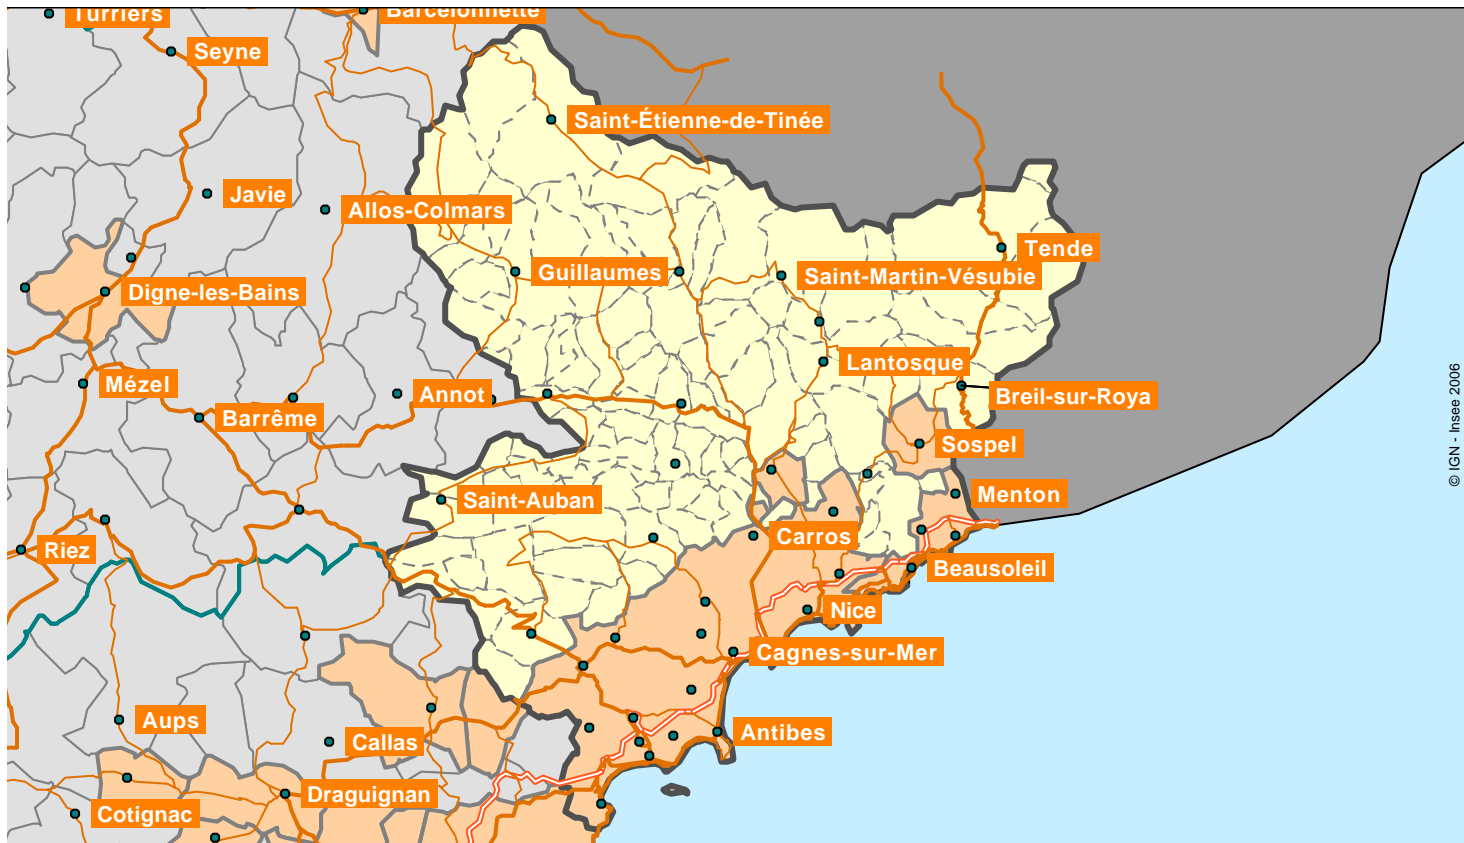 Turriers
Barcelonnette
Seyne
Saint-Étienne-de-Tinée
Javie
Allos-Colmars
Tende
Guillaumes
Saint-Martin-Vésubie
Digne-les-Bains
Lantosque
Mézel
Annot
Breil-sur-Roya
Barrême
Sospel
Saint-Auban
Menton
Carros
Riez
Beausoleil
Nice
Cagnes-sur-Mer
Aups
Antibes
Callas
Draguignan
Cotignac
© IGN - Insee 2006